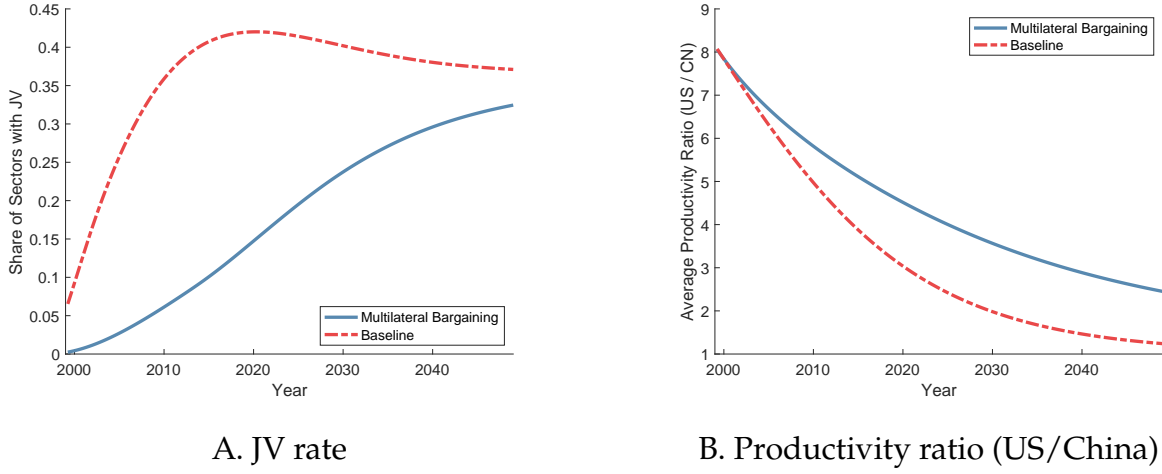 0.45
0.4
0.35
0.3
0.25
0.2
0.15
0.1
0.05
0
Share of Sectors with JV
2000 2010 2020 2030 2040
Year
Multilateral Bargaining
Baseline
A. JV rate
9
8
7
6
5
4
3
2
1
Average Productivity Ratio (US / CN)
2000 2010 2020 2030 2040
Year
Multilateral Bargaining
Baseline
B. Productivity ratio (US/China)